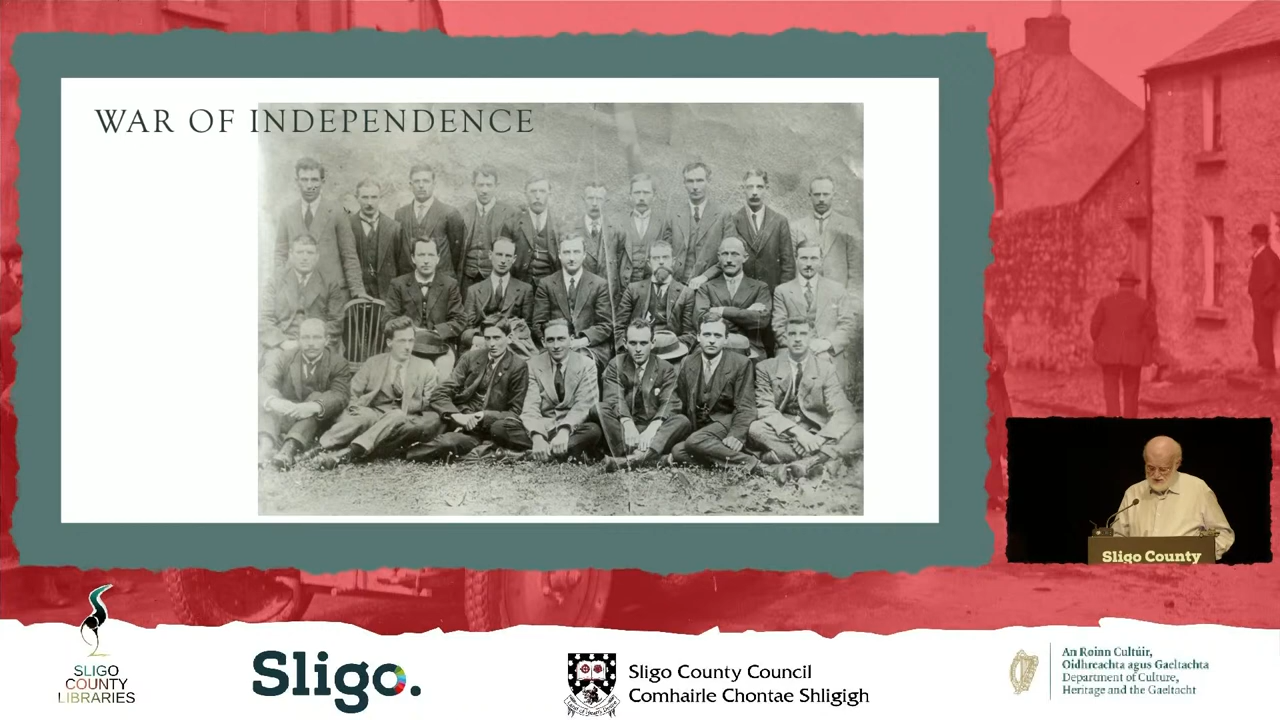 WAR OF INDEPENDENCE
Sligo County
SLIGO
COUNTY
LIBRARIES
Sligo.
Sligo County Council
Comhairle Chontae Shligigh
An Roinn Cultúir,
Oidhreachta agus Gaeltachta
Department of Culture,
Heritage and the Gaeltacht